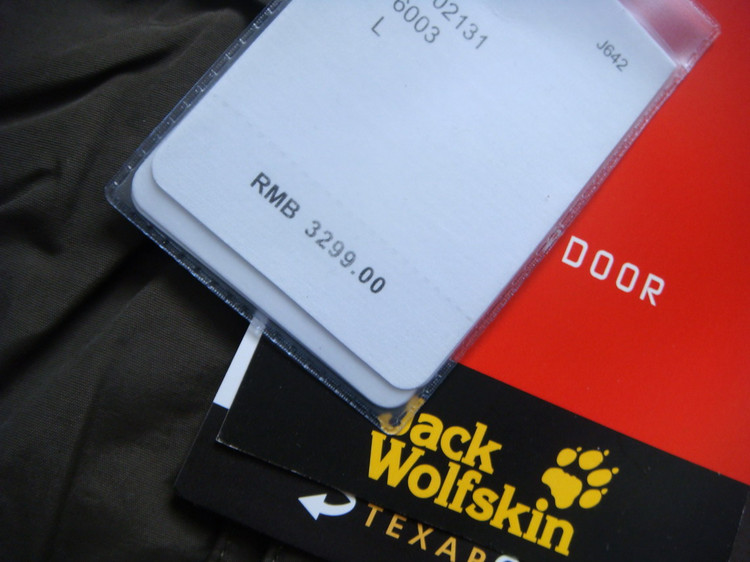 02131
6003
L
J642
RMB 3299.00
DOOR
Jack
Wolfskin
TEXAP